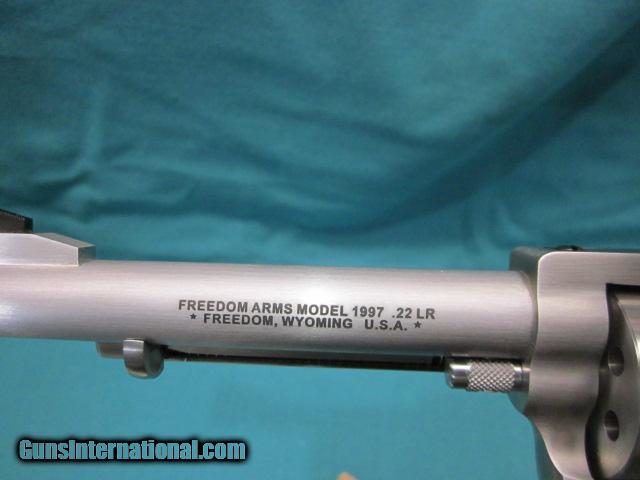 FREEDOM ARMS MODEL 1997 .22 LR
* FREEDOM, WYOMING U.S.A. *
GunsInternational.com